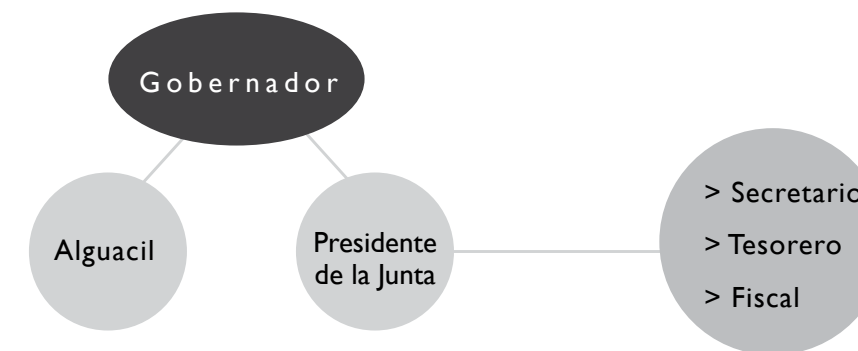 Gobernador
Alguacil
Presidente
de la Junta
> Secretario
> Tesorero
> Fiscal